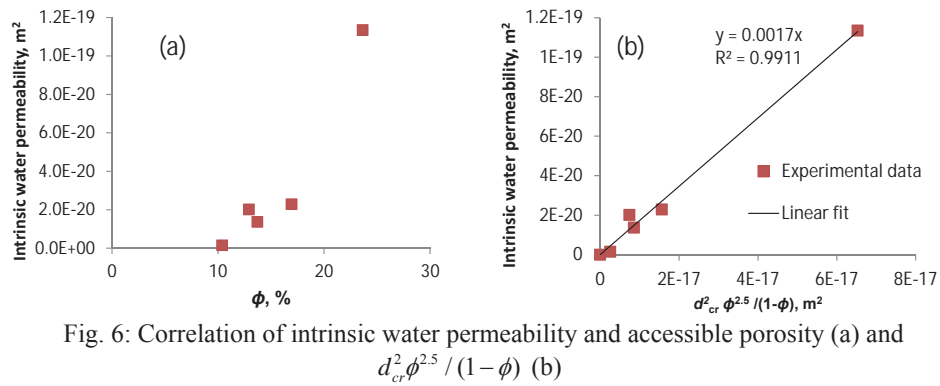 Intrinsic water permeability, m²
1.2E-19
1.0E-19
8.0E-20
6.0E-20
4.0E-20
2.0E-20
0.0E+00
(a)
0 10 20 30
ϕ, %
Intrinsic water permeability, m²
1.2E-19
1E-19
8E-20
6E-20
4E-20
2E-20
0
(b)
y = 0.0017x
R² = 0.9911
Experimental data
Linear fit
0 2E-17 4E-17 6E-17 8E-17
d²cr ϕ^2.5 /(1-ϕ), m²
Fig. 6: Correlation of intrinsic water permeability and accessible porosity (a) and
d²cr ϕ^2.5 / (1 − ϕ) (b)